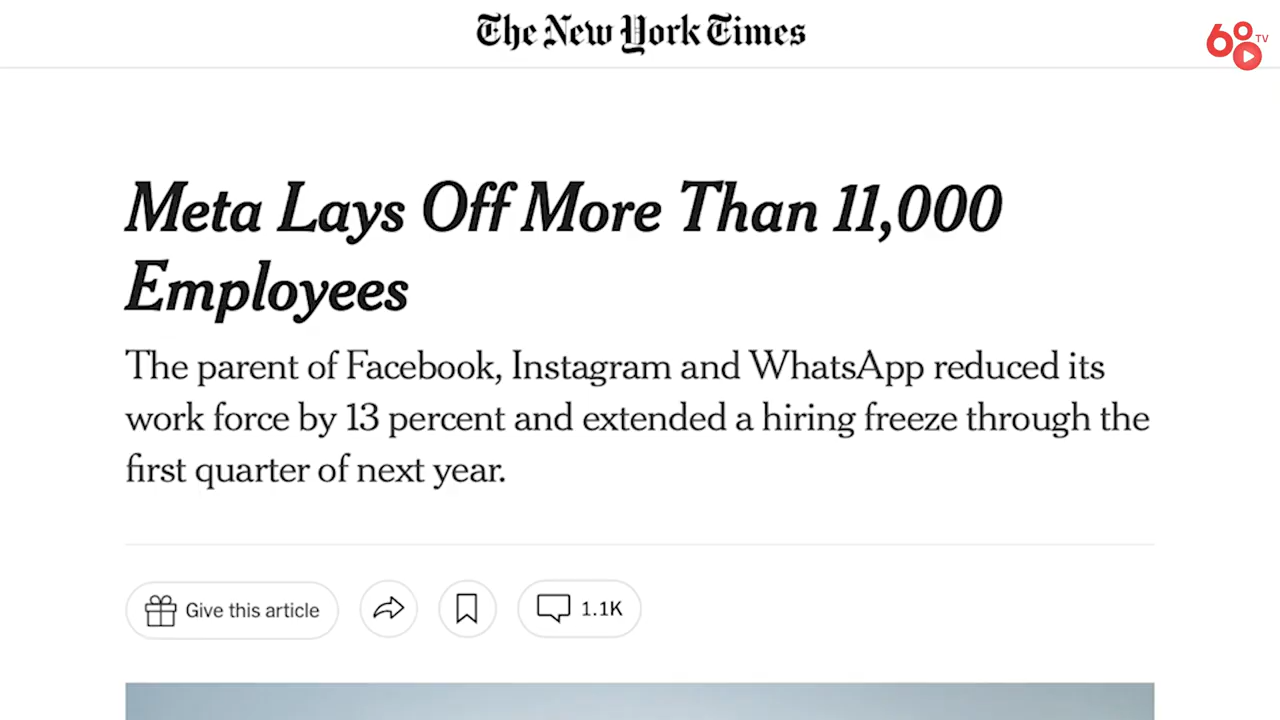 The New York Times
60 TV
Meta Lays Off More Than 11,000
Employees
The parent of Facebook, Instagram and WhatsApp reduced its
work force by 13 percent and extended a hiring freeze through the
first quarter of next year.
Give this article
1.1K